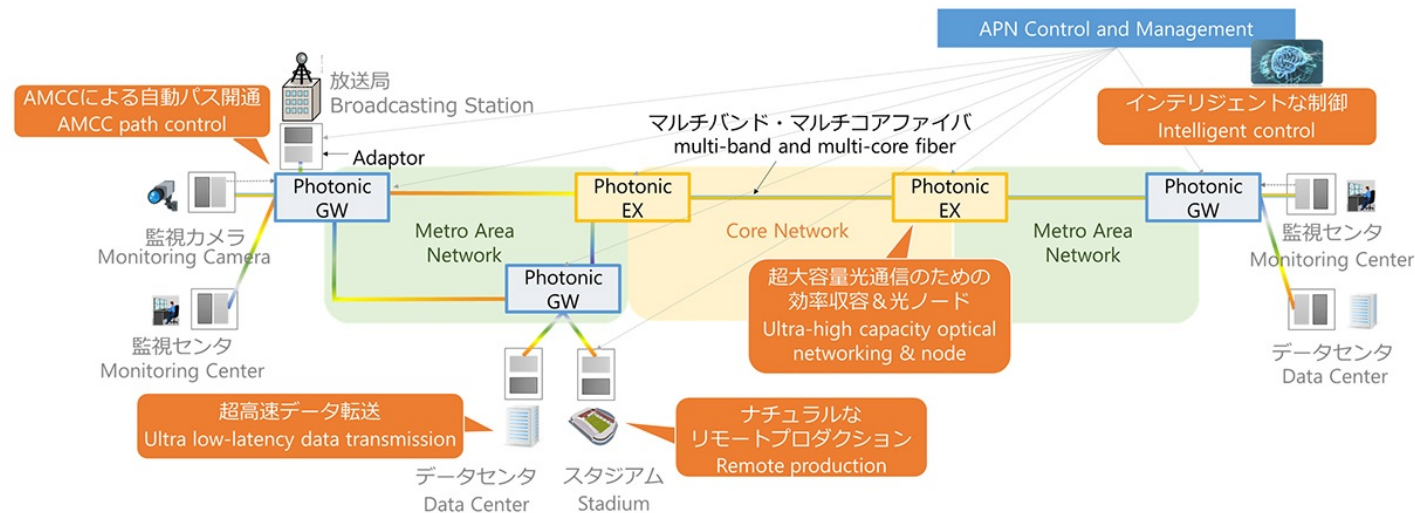 APN Control and Management
放送局
Broadcasting Station
AMCCによる自動パス開通
AMCC path control
インテリジェントな制御
Intelligent control
マルチバンド・マルチコアファイバ
multi-band and multi-core fiber
Adaptor
Photonic
GW
Photonic
EX
Photonic
EX
Photonic
GW
監視カメラ
Monitoring Camera
Metro Area
Network
Core Network
Metro Area
Network
監視センタ
Monitoring Center
Photonic
GW
超大容量光通信のための
効率収容＆光ノード
Ultra-high capacity optical
networking & node
監視センタ
Monitoring Center
データセンタ
Data Center
超高速データ転送
Ultra low-latency data transmission
ナチュラルな
リモートプロダクション
Remote production
データセンタ
Data Center
スタジアム
Stadium